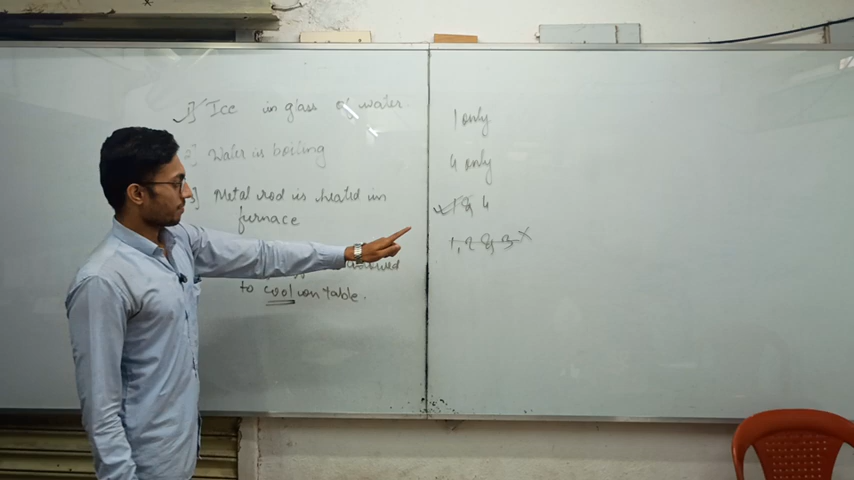 1] Ice in glass of water
2] Water is boiling
3] Metal rod is heated in
furnace
to cool on table.
1 only
4 only
1 & 4
1, 2 & 3 X